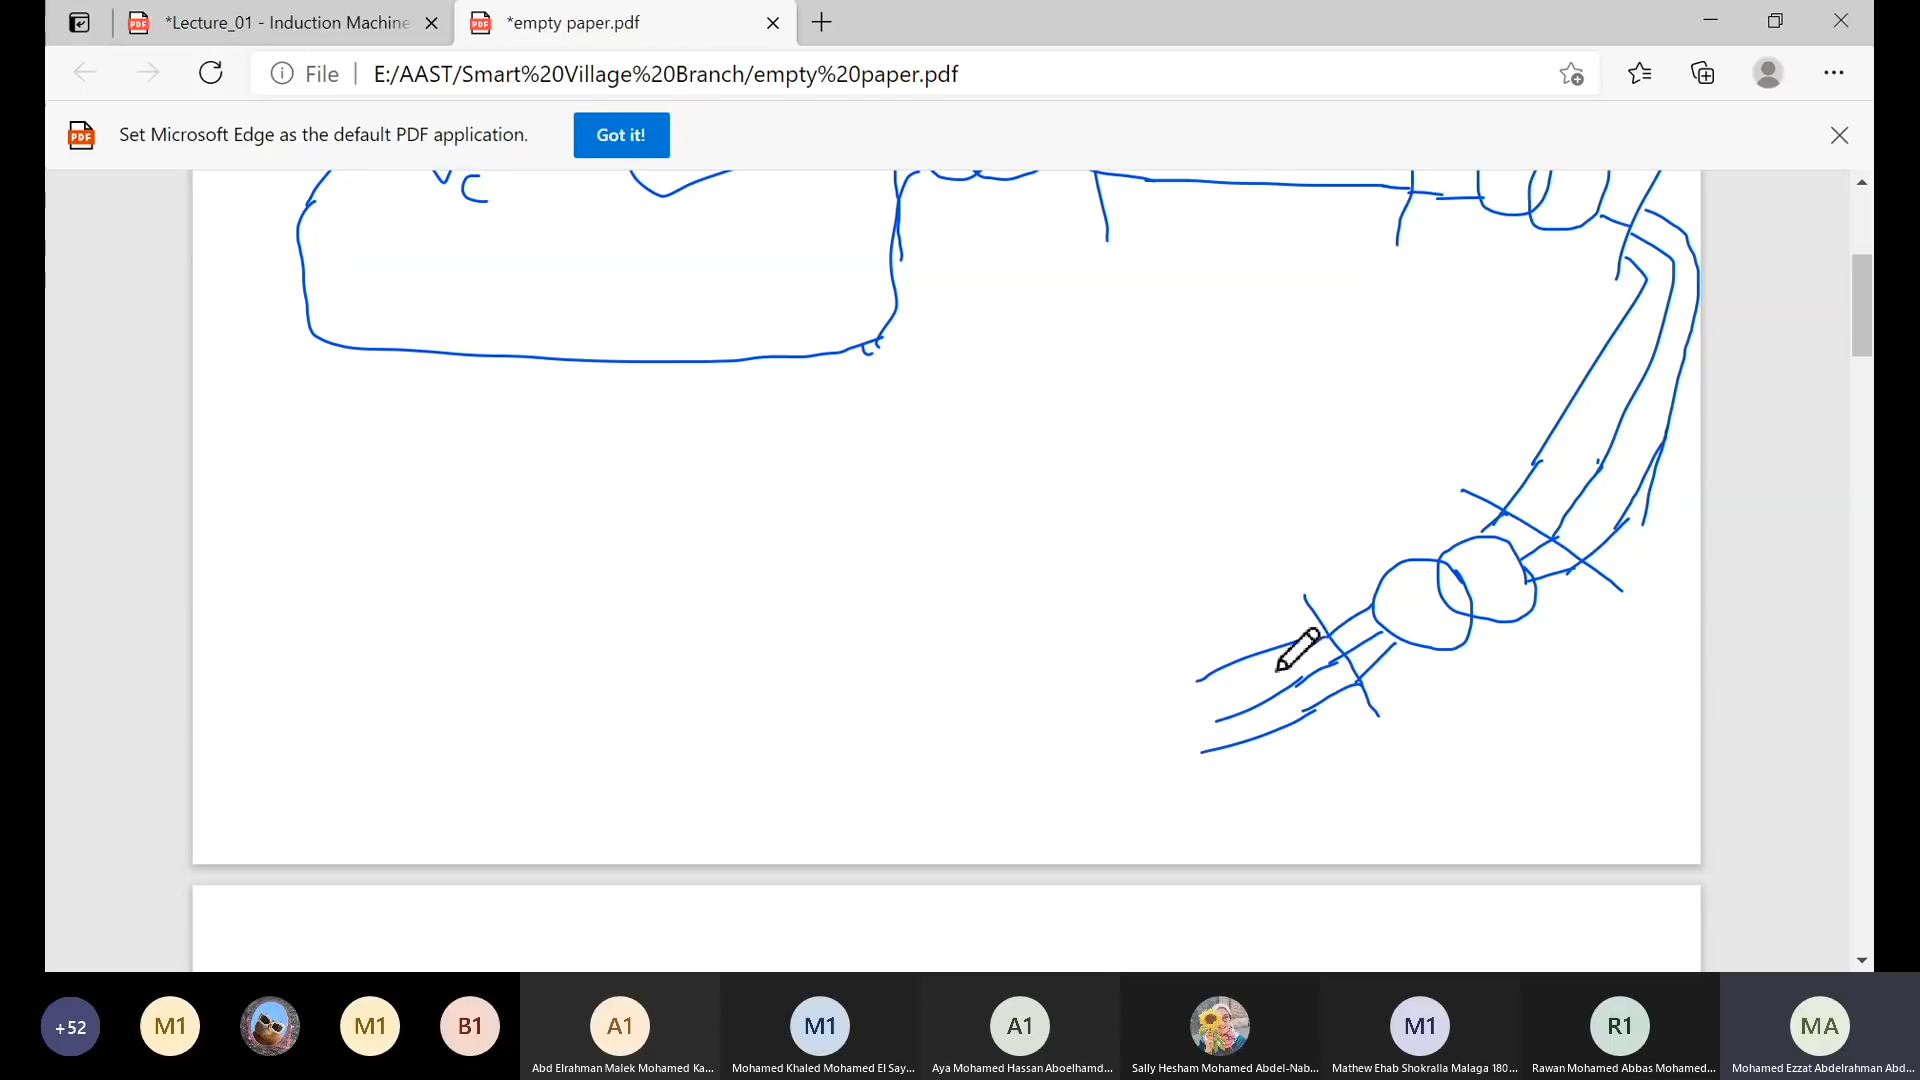 *Lecture_01 - Induction Machine
*empty paper.pdf
File
E:/AAST/Smart%20Village%20Branch/empty%20paper.pdf
PDF
Set Microsoft Edge as the default PDF application.
Got it!
V C
+52
M1
M1
B1
A1
M1
A1
M1
R1
MA
Abd Elrahman Malek Mohamed Ka...
Mohamed Khaled Mohamed El Say...
Aya Mohamed Hassan Aboelhamd...
Sally Hesham Mohamed Abdel-Nab...
Mathew Ehab Shokralla Malaga 180...
Rawan Mohamed Abbas Mohamed...
Mohamed Ezzat Abdelrahman Abd...